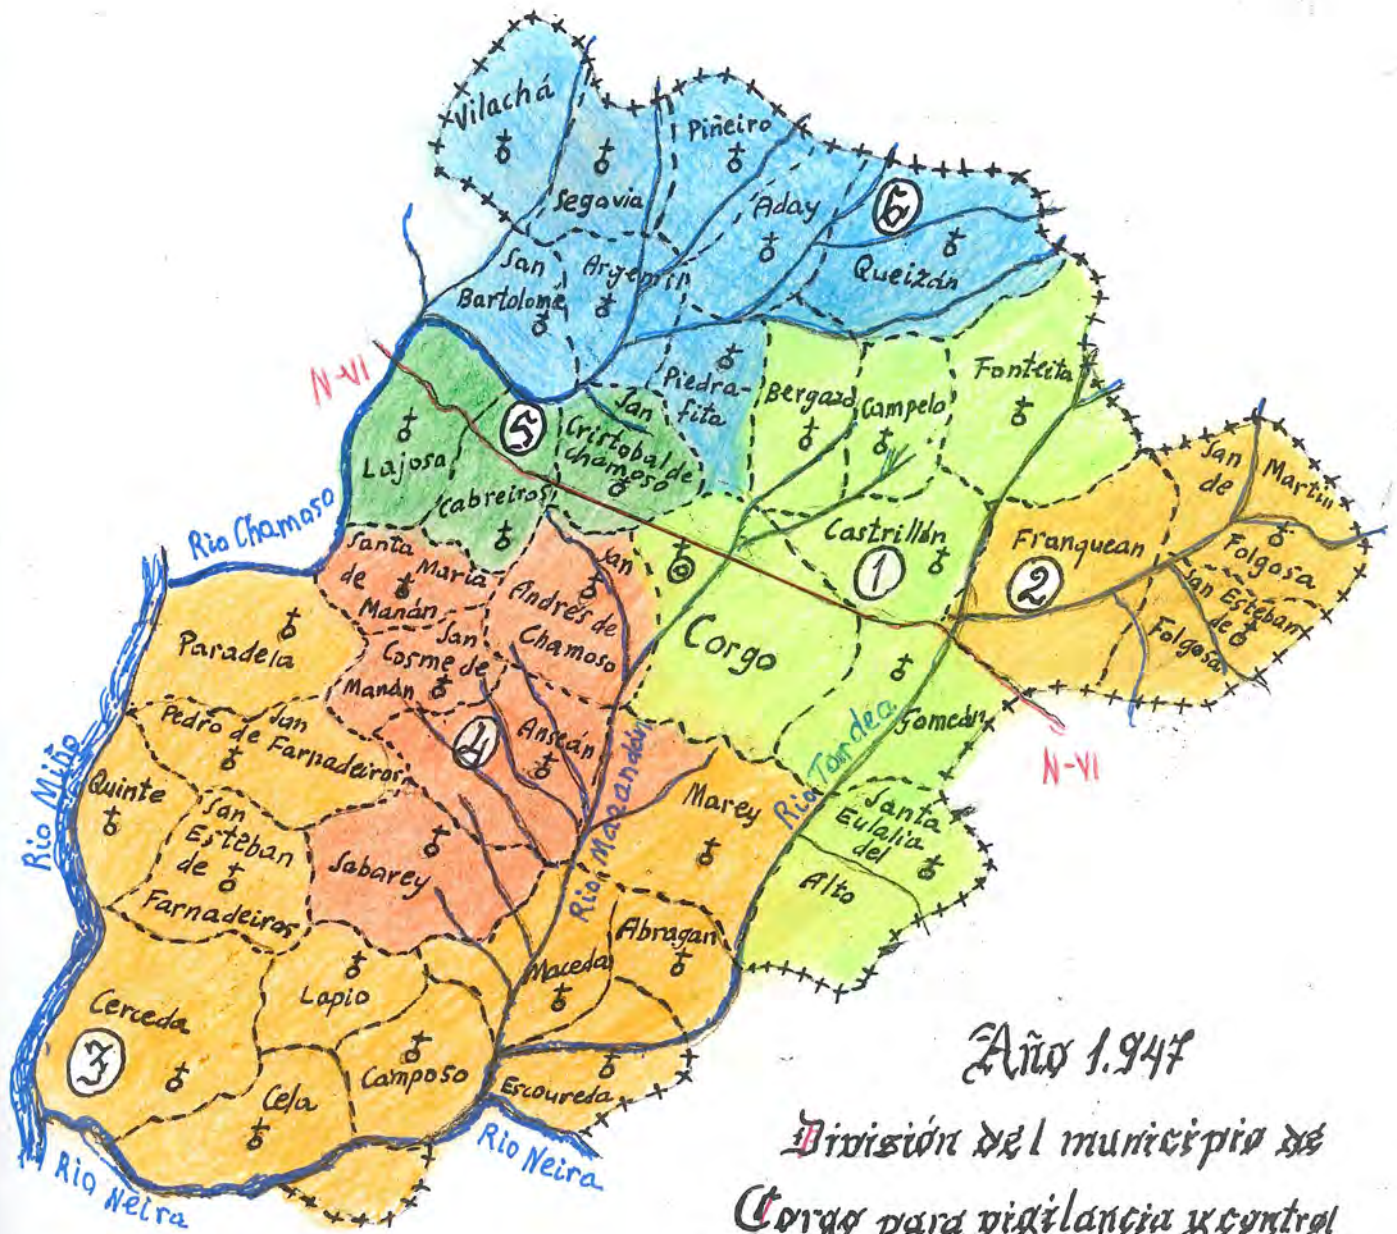 Vilachá
Segovia
Piñeiro
Aday
6
Queizán
San
Bartolomé
Argemil
N-VI
Piedra-
fita
Bergazo
Campelo
Fonteita
5
San
Cristobal de
Chamoso
Lajosa
Cabreiros
San
de
Martin
Folgosa
Rio Chamoso
Castrillón
1
Franquean
2
San Esteban
de
Folgosa
Santa
de
Maria
Manán
San
Andrés de
Chamoso
Corgo
Paradela
San
Cosme de
Manán
Gomeán
N-VI
San
Pedro de Farnadeiros
4
Anseán
Rio Mazandón
Rio Tordea
Rio Miño
Quinte
San
Esteban
de
Farnadeiros
Sabarey
Marey
Santa
Eulalia
del
Alto
Abragan
Maceda
Lapio
Cerceda
3
Cela
Camposo
Escoureda
Rio Neira
Rio Neira
Año 1.947
División del municipio de
Corgo para vigilancia y control